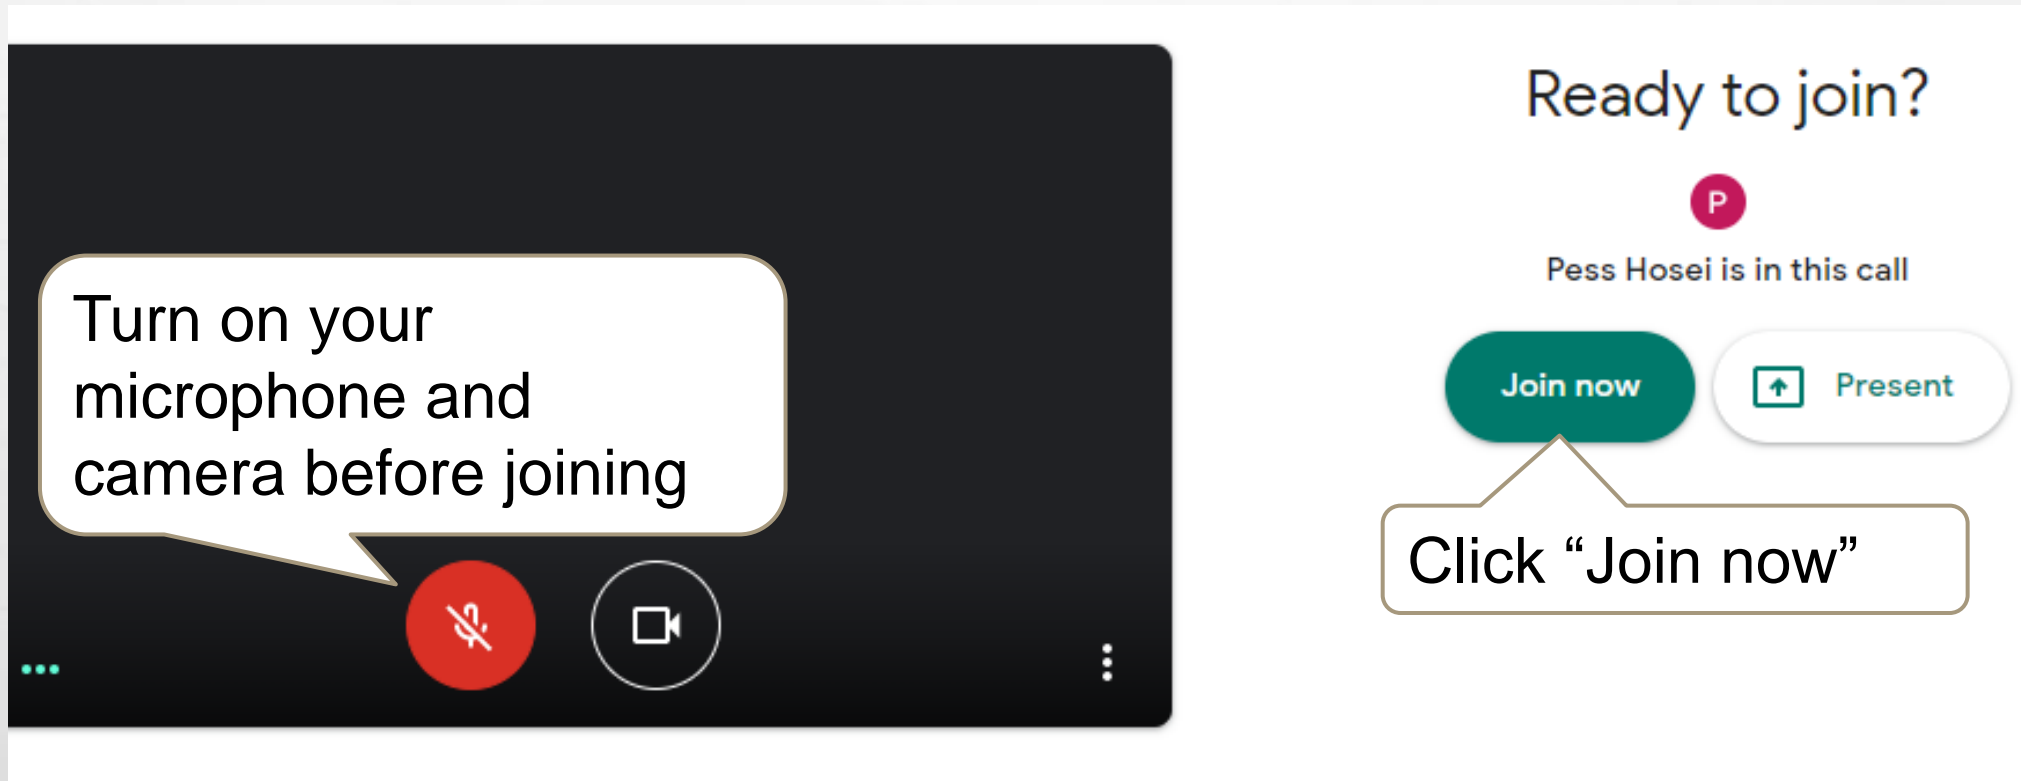 Turn on your
microphone and
camera before joining
Ready to join?
P
Pess Hosei is in this call
Join now
Present
Click “Join now”